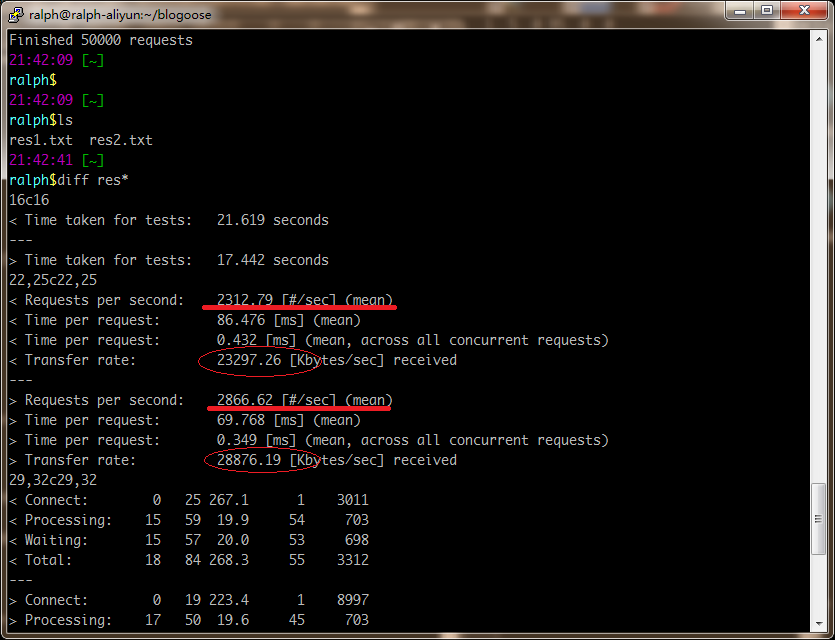 ralph@ralph-aliyun:~/blogoose
Finished 50000 requests
21:42:09 [~]
ralph$
21:42:09 [~]
ralph$ls
res1.txt  res2.txt
21:42:41 [~]
ralph$diff res*
16c16
< Time taken for tests:   21.619 seconds
---
> Time taken for tests:   17.442 seconds
22,25c22,25
< Requests per second:    2312.79 [#/sec] (mean)
< Time per request:       86.476 [ms] (mean)
< Time per request:       0.432 [ms] (mean, across all concurrent requests)
< Transfer rate:          23297.26 [Kbytes/sec] received
---
> Requests per second:    2866.62 [#/sec] (mean)
> Time per request:       69.768 [ms] (mean)
> Time per request:       0.349 [ms] (mean, across all concurrent requests)
> Transfer rate:          28876.19 [Kbytes/sec] received
29,32c29,32
< Connect:        0   25 267.1      1    3011
< Processing:    15   59  19.9     54     703
< Waiting:       15   57  20.0     53     698
< Total:         18   84 268.3     55    3312
---
> Connect:        0   19 223.4      1    8997
> Processing:    17   50  19.6     45     703